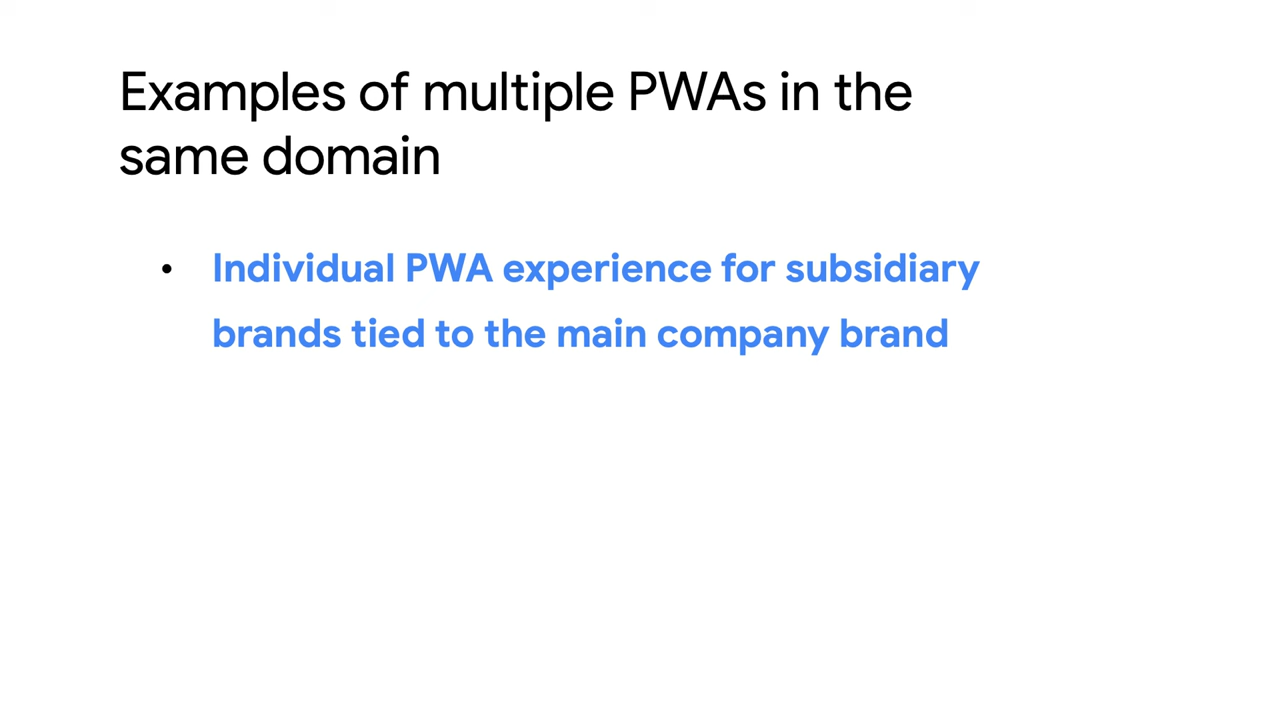 Examples of multiple PWAs in the
same domain
• Individual PWA experience for subsidiary
brands tied to the main company brand